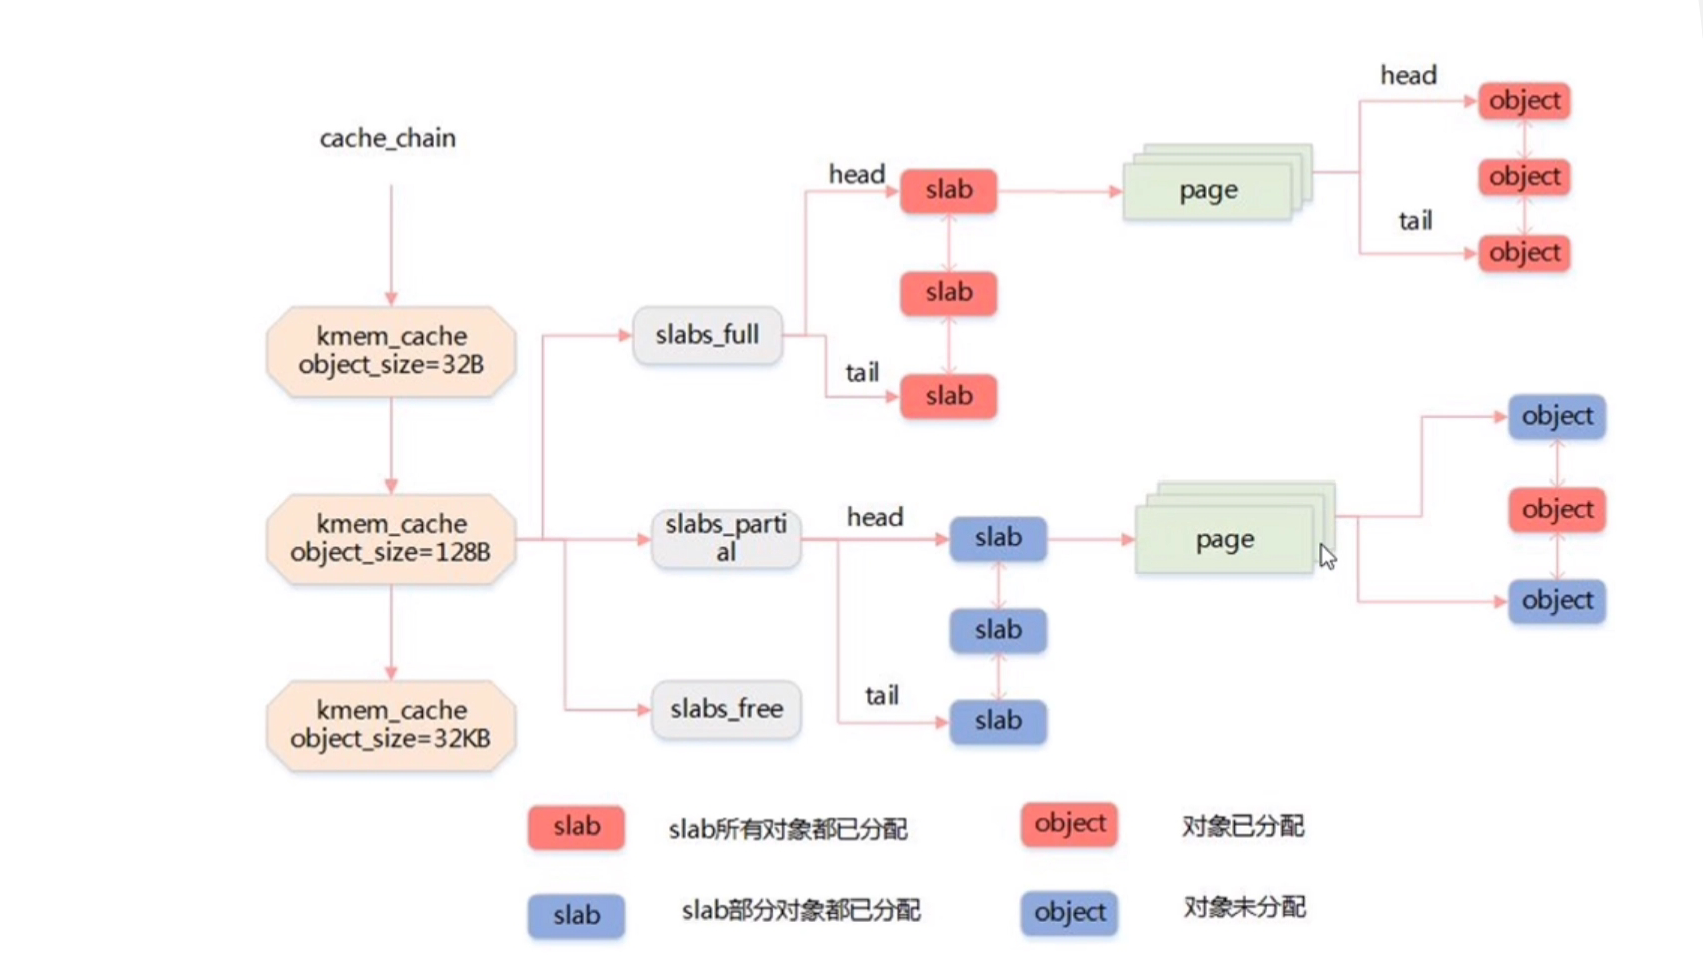 cache_chain
kmem_cache
object_size=32B
kmem_cache
object_size=128B
kmem_cache
object_size=32KB
slabs_full
slabs_parti
al
slabs_free
head
slab
slab
tail
slab
page
head
object
object
tail
object
head
slab
slab
tail
slab
page
object
object
object
slab
slab所有对象都已分配
object
对象已分配
slab
slab部分对象都已分配
object
对象未分配